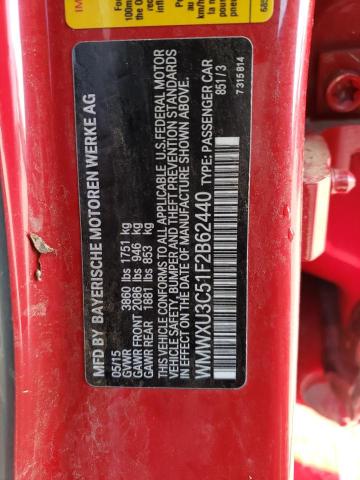 MFD BY BAYERISCHE MOTOREN WERKE AG
05/15
GVWR 3860 lbs 1751 kg
GAWR FRONT 2086 lbs 946 kg
GAWR REAR 1881 lbs 853 kg
THIS VEHICLE CONFORMS TO ALL APPLICABLE U.S. FEDERAL MOTOR
VEHICLE SAFETY, BUMPER AND THEFT PREVENTION STANDARDS
IN EFFECT ON THE DATE OF MANUFACTURE SHOWN ABOVE.
WMWXU3C51F2B62440 TYPE: PASSENGER CAR
851/3
7 315 814